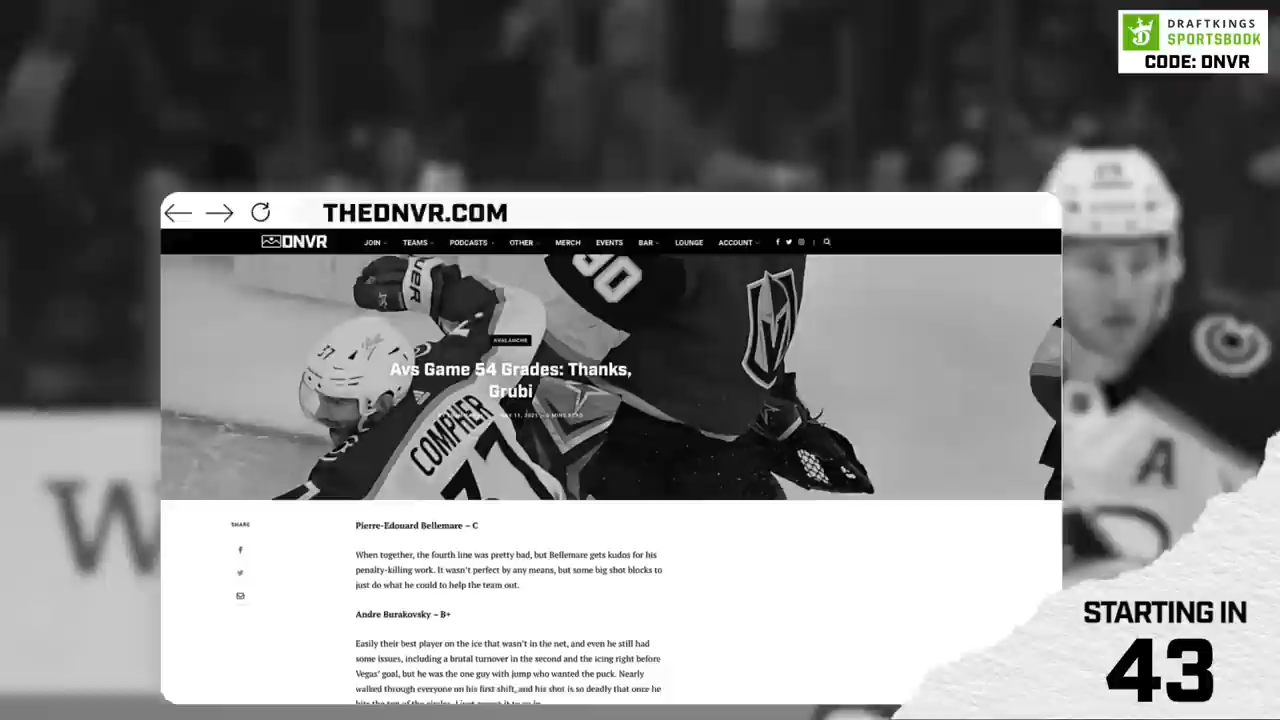 DRAFTKINGS
SPORTSBOOK
CODE: DNVR
THEDNVR.COM
DNVR JOIN TEAMS PODCASTS OTHER MERCH EVENTS BAR LOUNGE ACCOUNT
90
AVALANCHE
37
Avs Game 54 Grades: Thanks,
Grubi
MAY 11, 2021
MINS READ
COMPHER
A
W
SHARE
Pierre-Edouard Bellemare – C
When together, the fourth line was pretty bad, but Bellemare gets kudos for his
penalty-killing work. It wasn't perfect by any means, but some big shot blocks to
just do what he could to help the team out.
Andre Burakovsky – B+
Easily their best player on the ice that wasn't in the net, and even he still had
some issues, including a brutal turnover in the second and the icing right before
Vegas' goal, but he was the one guy with jump who wanted the puck. Nearly
walked through everyone on his first shift, and his shot is so deadly that once he
STARTING IN
43